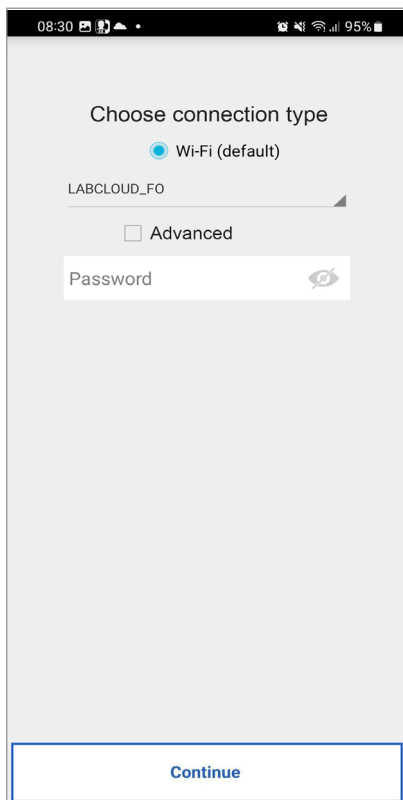 08:30 95%
Choose connection type
Wi-Fi (default)
LABCLOUD_FO
Advanced
Password
Continue